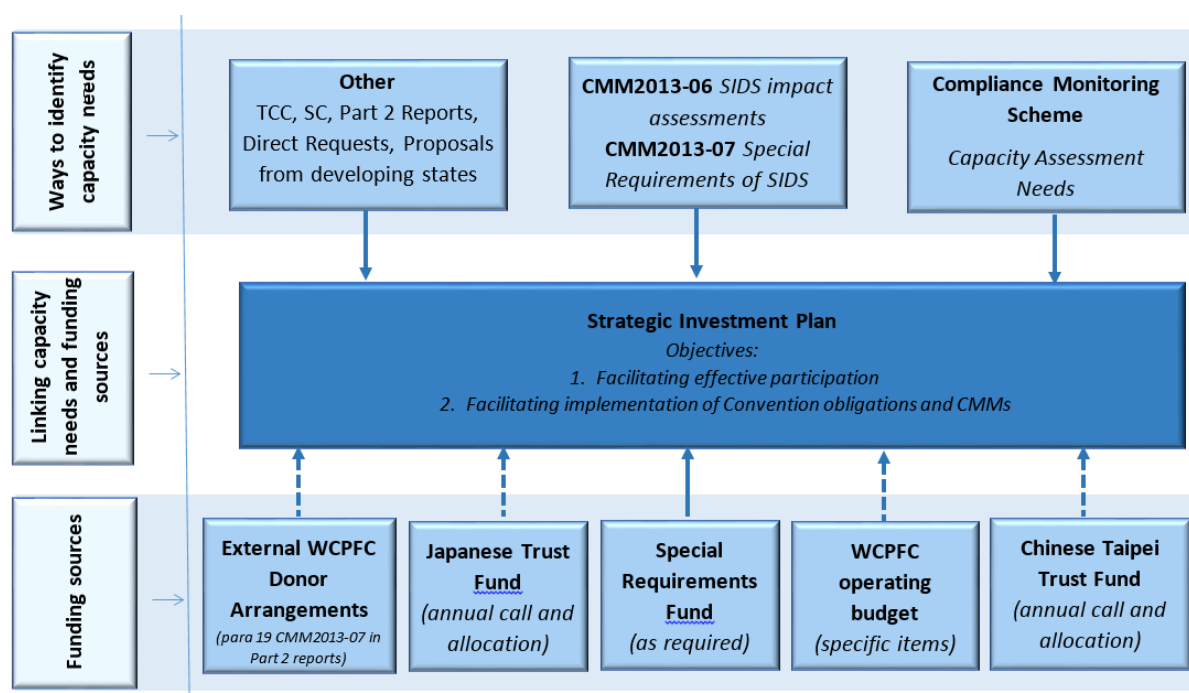 Ways to identify
capacity needs
Other
TCC, SC, Part 2 Reports,
Direct Requests, Proposals
from developing states
CMM2013-06 SIDS impact
assessments
CMM2013-07 Special
Requirements of SIDS
Compliance Monitoring
Scheme
Capacity Assessment
Needs
Linking capacity
needs and funding
sources
Strategic Investment Plan
Objectives:
1. Facilitating effective participation
2. Facilitating implementation of Convention obligations and CMMs
Funding sources
External WCPFC
Donor
Arrangements
(para 19 CMM2013-07 in
Part 2 reports)
Japanese Trust
Fund
(annual call and
allocation)
Special
Requirements
Fund
(as required)
WCPFC
operating
budget
(specific items)
Chinese Taipei
Trust Fund
(annual call and
allocation)